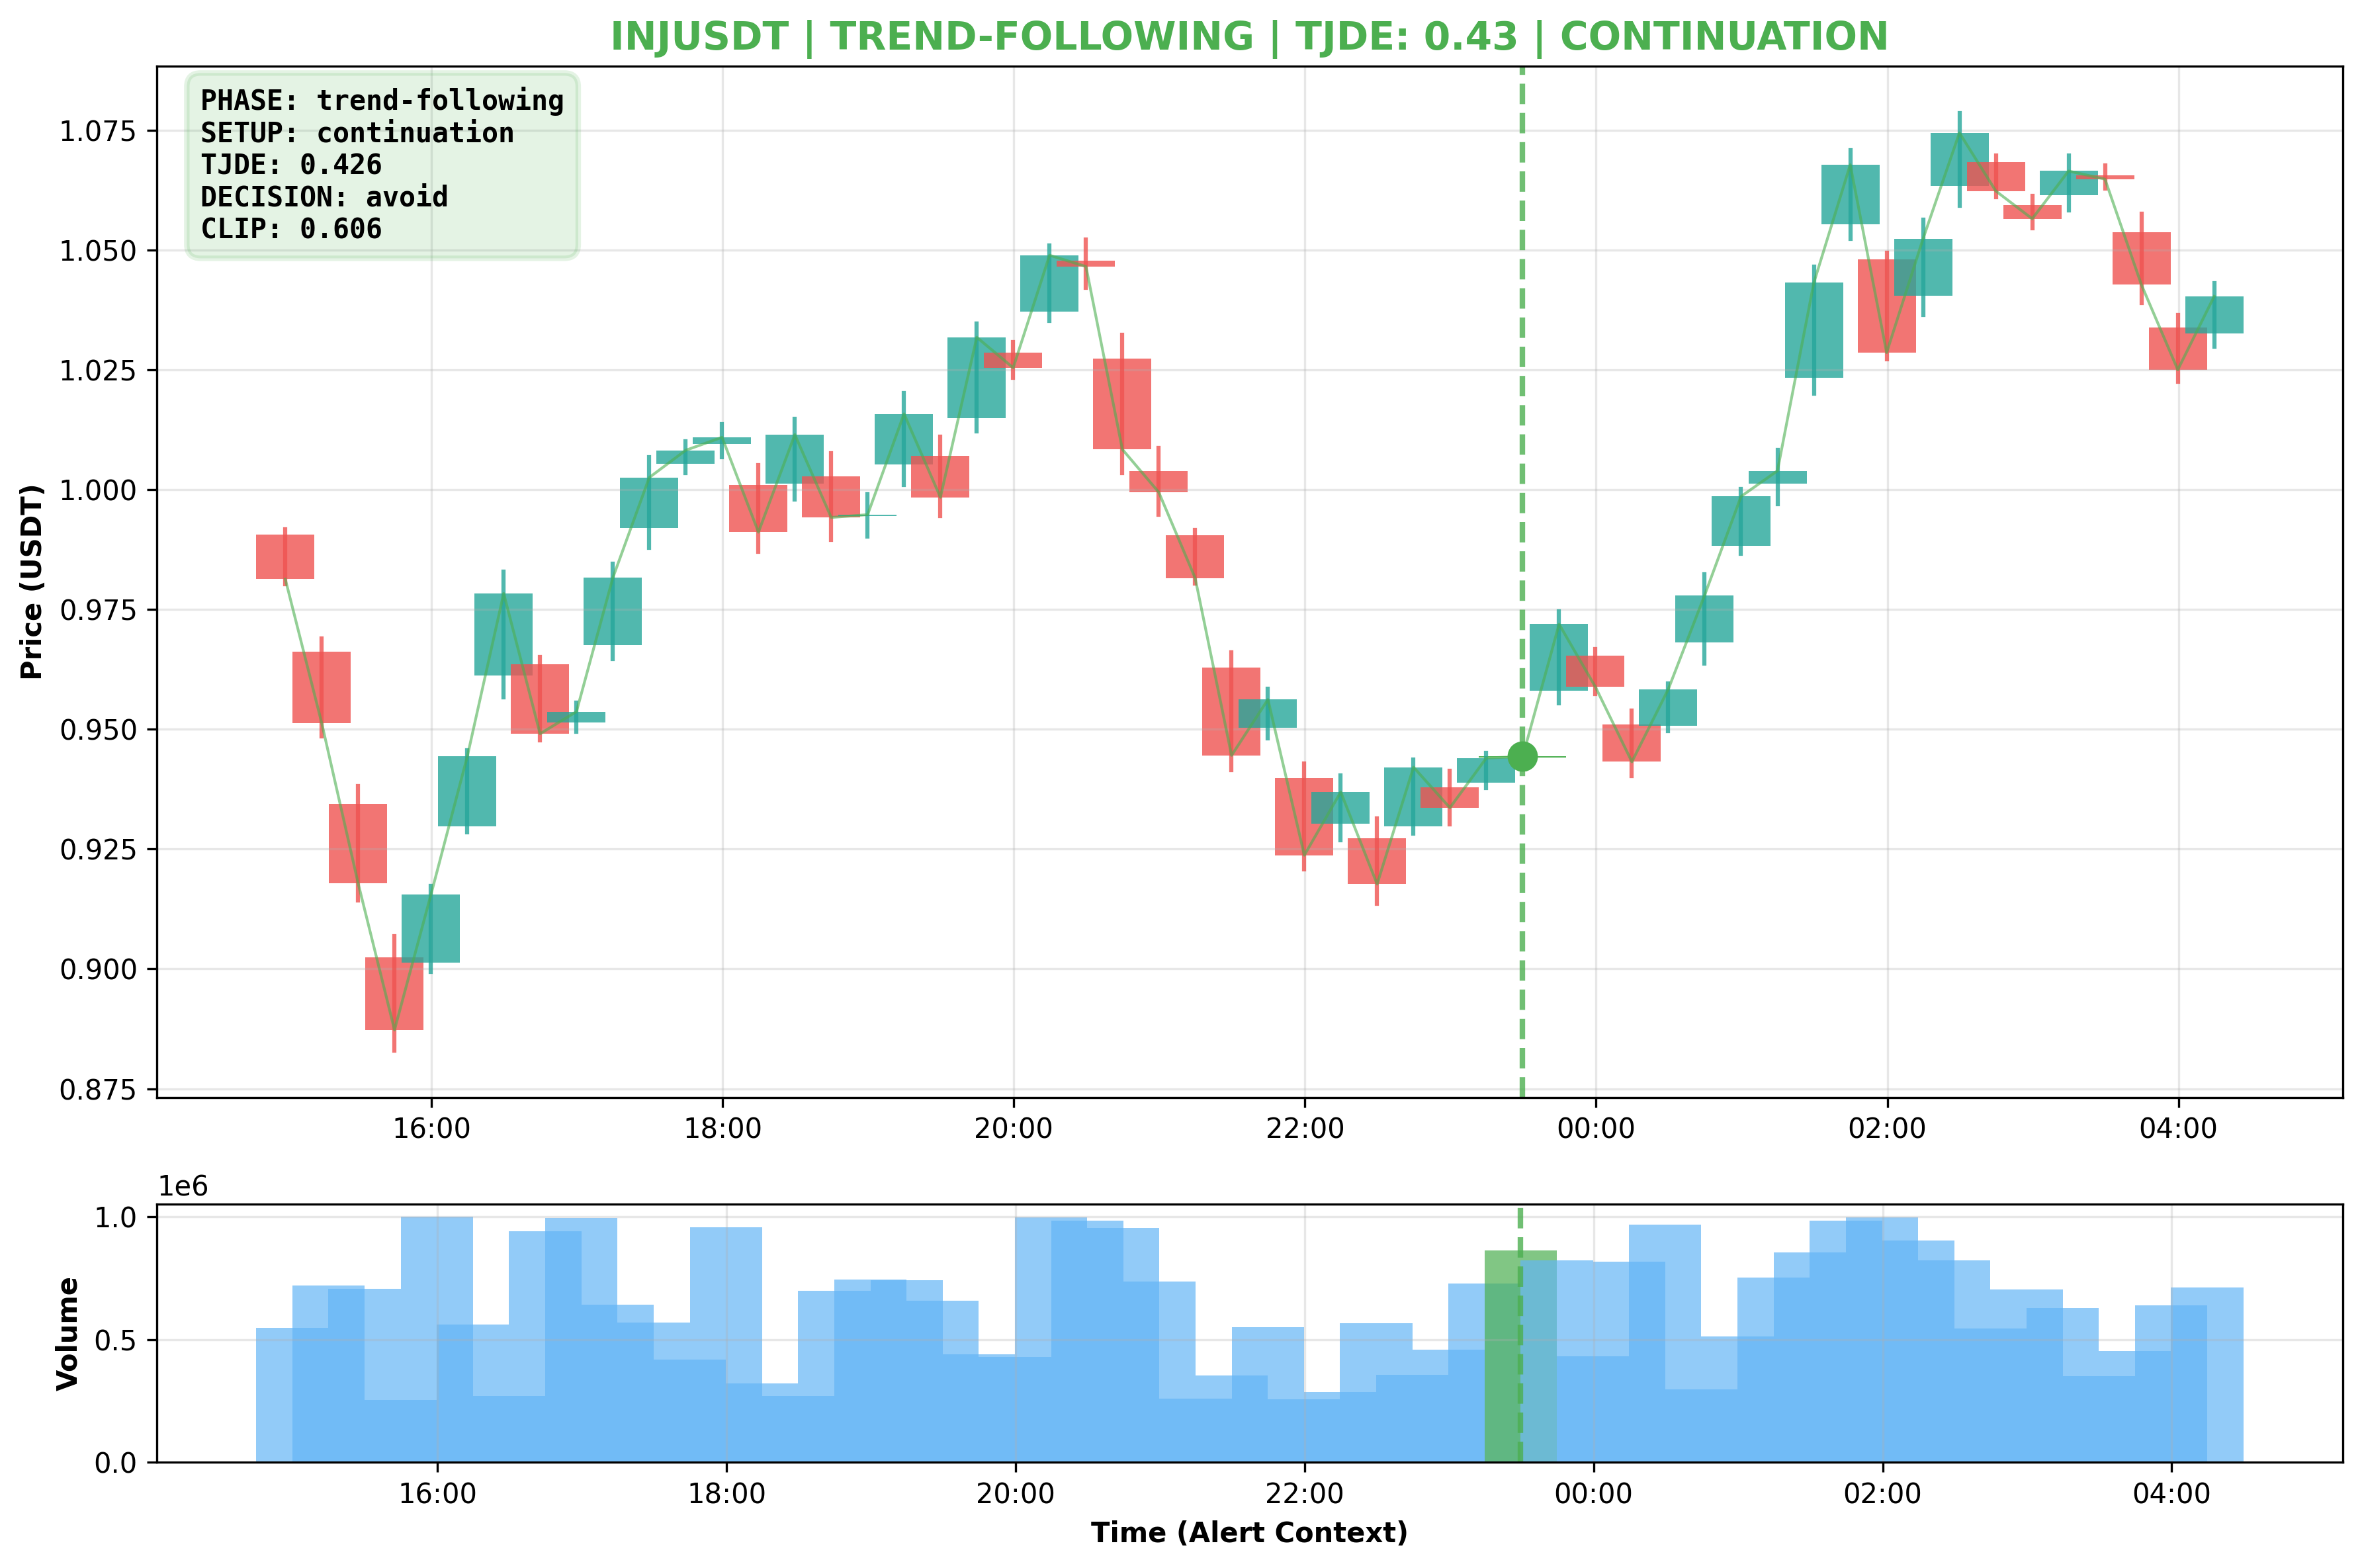 INJUSDT | TREND-FOLLOWING | TJDE: 0.43 | CONTINUATION
PHASE: trend-following
SETUP: continuation
TJDE: 0.426
DECISION: avoid
CLIP: 0.606
Price (USDT)
1.075
1.050
1.025
1.000
0.975
0.950
0.925
0.900
0.875
16:00 18:00 20:00 22:00 00:00 02:00 04:00
1e6
Volume
1.0
0.5
0.0
16:00 18:00 20:00 22:00 00:00 02:00 04:00
Time (Alert Context)